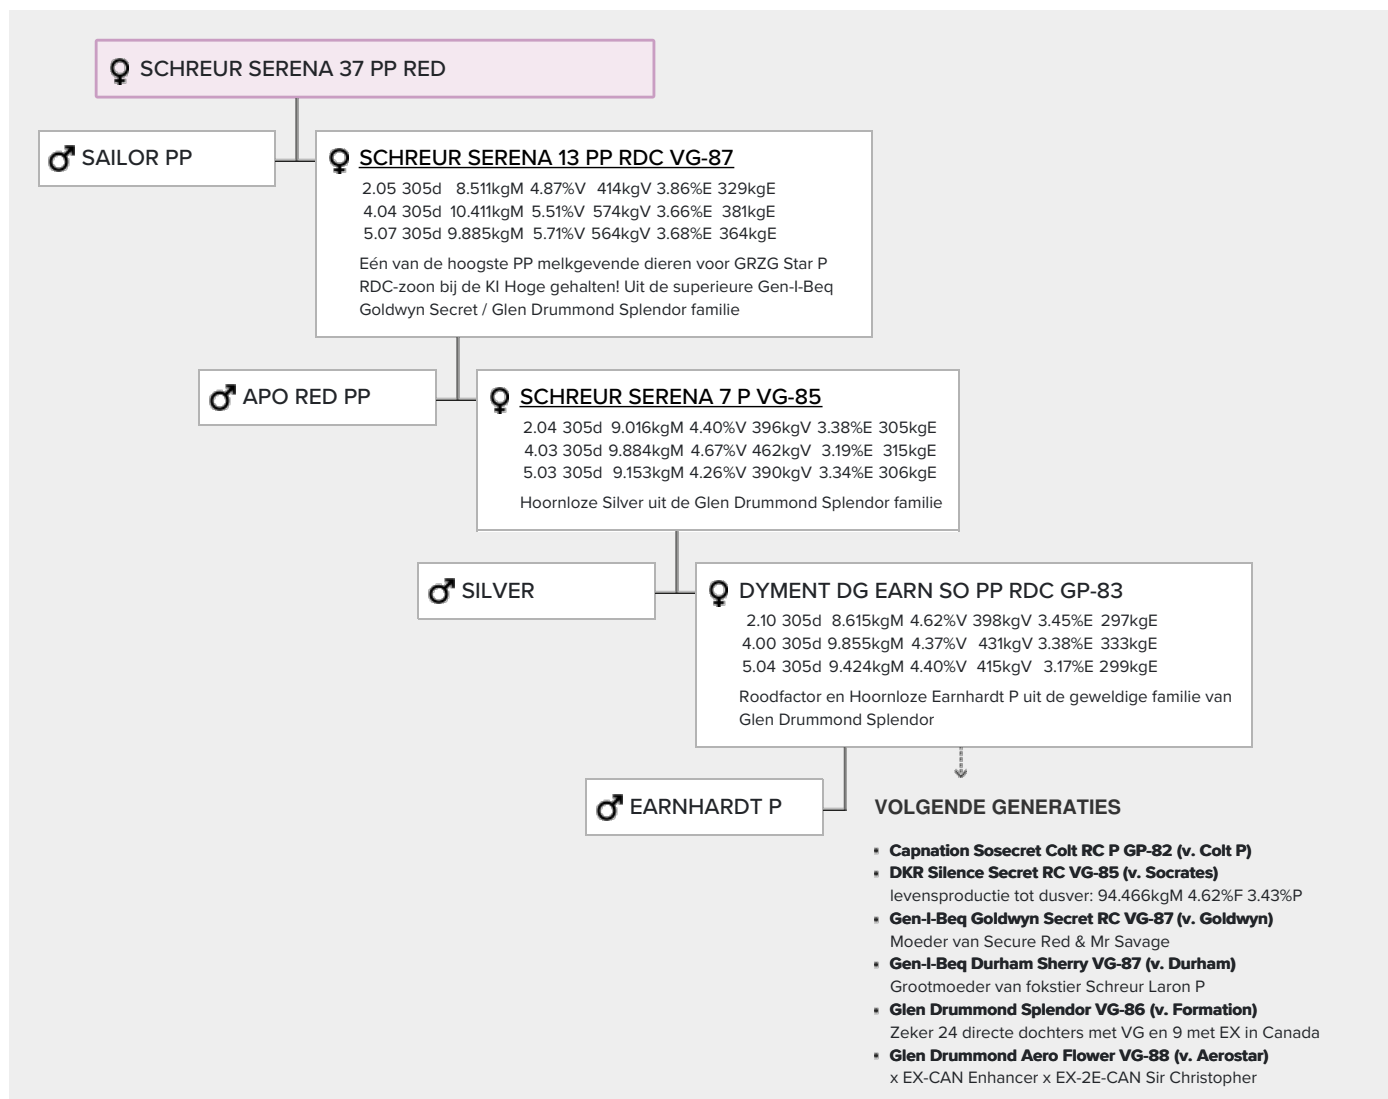 SCHREUR SERENA 37 PP RED
SAILOR PP
SCHREUR SERENA 13 PP RDC VG-87
2.05 305d 8.511kgM 4.87%V 414kgV 3.86%E 329kgE
4.04 305d 10.411kgM 5.51%V 574kgV 3.66%E 381kgE
5.07 305d 9.885kgM 5.71%V 564kgV 3.68%E 364kgE
Eén van de hoogste PP melkgevende dieren voor GRZG Star P
RDC-zoon bij de KI Hoge gehalten! Uit de superieure Gen-I-Beq
Goldwyn Secret / Glen Drummond Splendor familie
APO RED PP
SCHREUR SERENA 7 P VG-85
2.04 305d 9.016kgM 4.40%V 396kgV 3.38%E 305kgE
4.03 305d 9.884kgM 4.67%V 462kgV 3.19%E 315kgE
5.03 305d 9.153kgM 4.26%V 390kgV 3.34%E 306kgE
Hoornloze Silver uit de Glen Drummond Splendor familie
SILVER
DYMENT DG EARN SO PP RDC GP-83
2.10 305d 8.615kgM 4.62%V 398kgV 3.45%E 297kgE
4.00 305d 9.855kgM 4.37%V 431kgV 3.38%E 333kgE
5.04 305d 9.424kgM 4.40%V 415kgV 3.17%E 299kgE
Roodfactor en Hoornloze Earnhardt P uit de geweldige familie van
Glen Drummond Splendor
EARNHARDT P
VOLGENDE GENERATIES
Capnation Sosecret Colt RC P GP-82 (v. Colt P)
DKR Silence Secret RC VG-85 (v. Socrates)
levensproductie tot dusver: 94.466kgM 4.62%F 3.43%P
Gen-I-Beq Goldwyn Secret RC VG-87 (v. Goldwyn)
Moeder van Secure Red & Mr Savage
Gen-I-Beq Durham Sherry VG-87 (v. Durham)
Grootmoeder van fokstier Schreur Laron P
Glen Drummond Splendor VG-86 (v. Formation)
Zeker 24 directe dochters met VG en 9 met EX in Canada
Glen Drummond Aero Flower VG-88 (v. Aerostar)
x EX-CAN Enhancer x EX-2E-CAN Sir Christopher